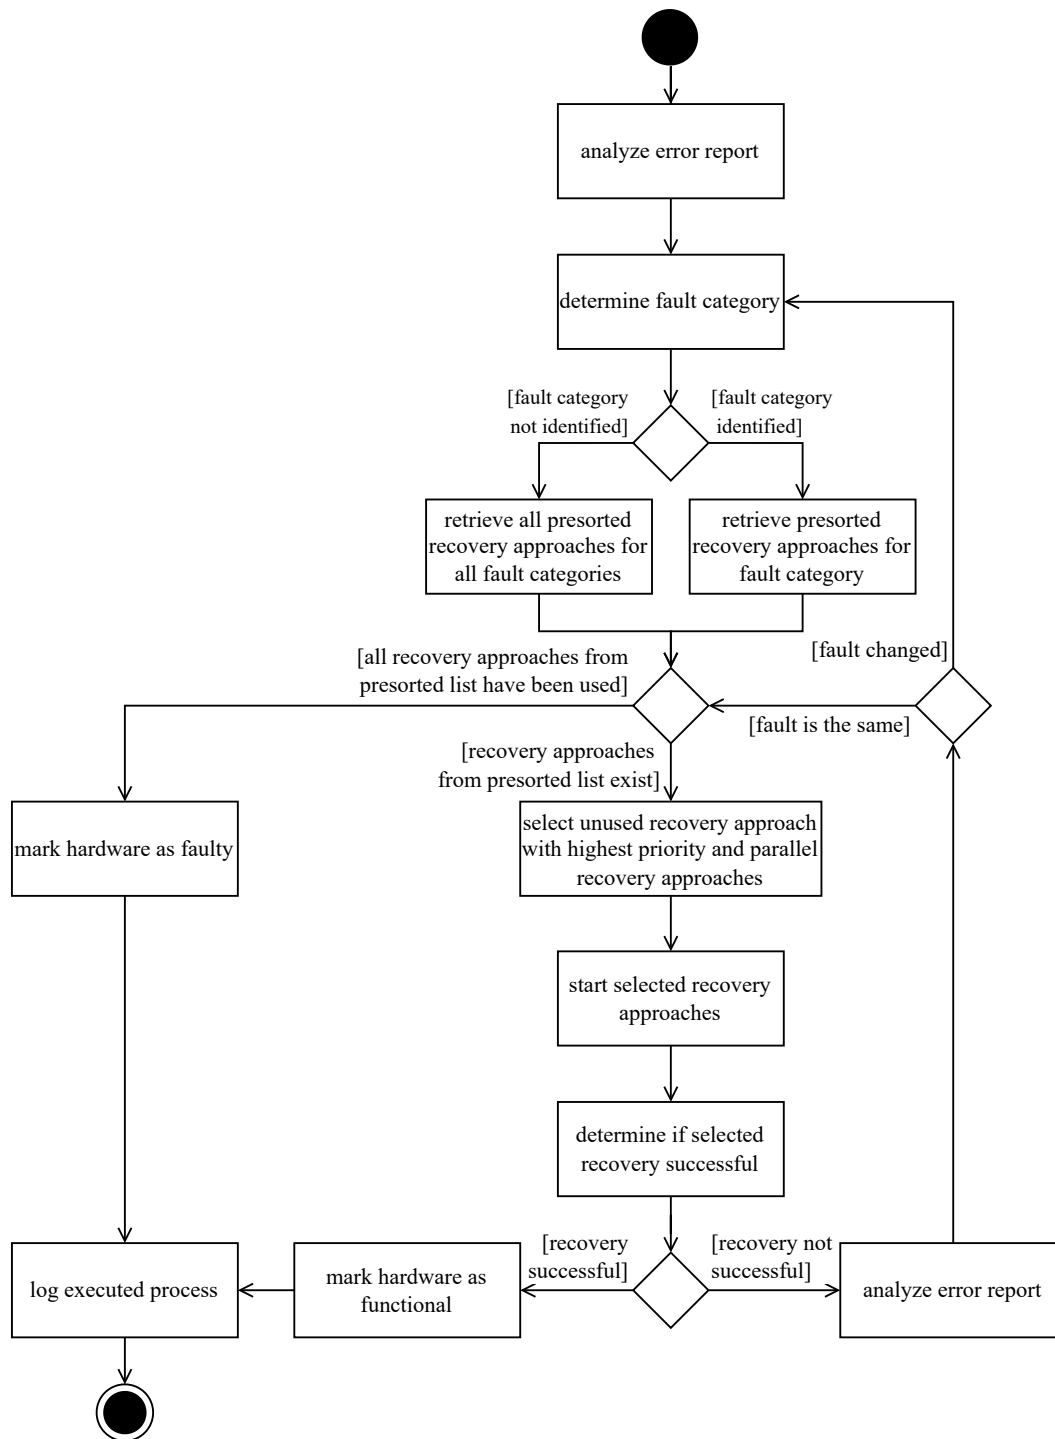 analyze error report
determine fault category
[fault category
not identified]
[fault category
identified]
retrieve all presorted
recovery approaches for
all fault categories
retrieve presorted
recovery approaches for
fault category
[all recovery approaches from
presorted list have been used]
[fault changed]
[fault is the same]
[recovery approaches
from presorted list exist]
mark hardware as faulty
select unused recovery approach
with highest priority and parallel
recovery approaches
start selected recovery
approaches
determine if selected
recovery successful
[recovery
successful]
[recovery not
successful]
log executed process
mark hardware as
functional
analyze error report